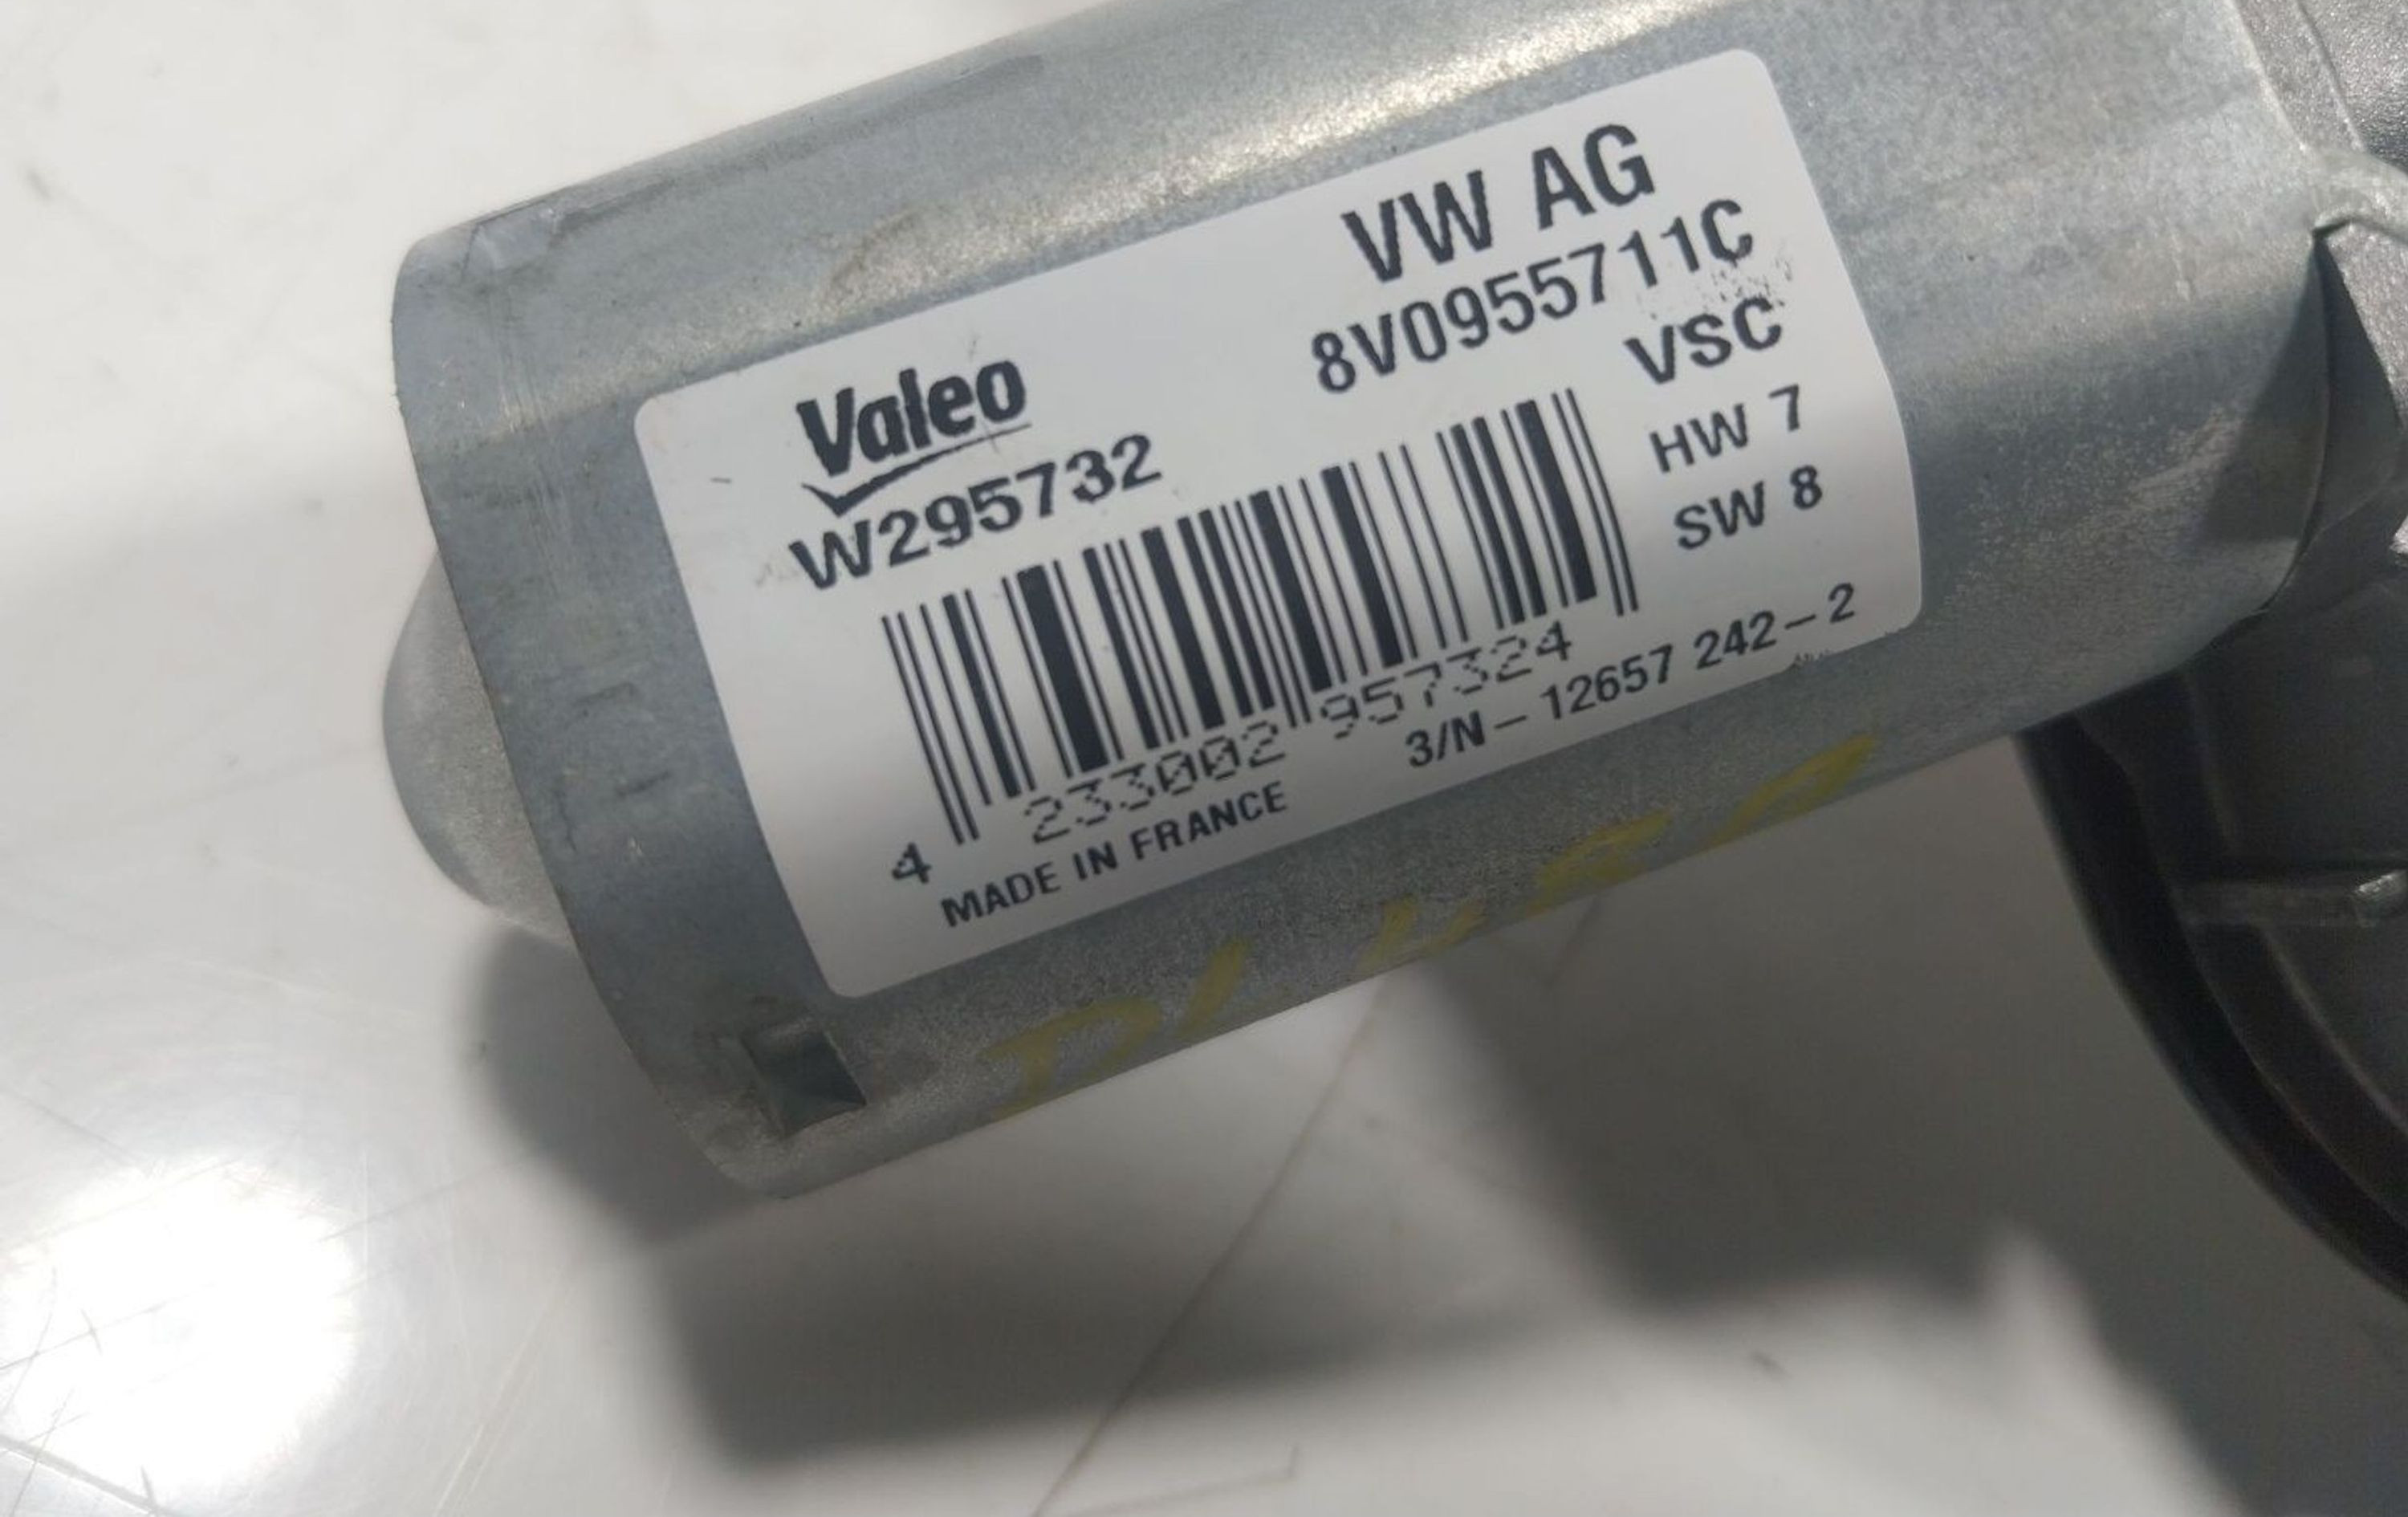 VW AG
8V0955711C
Valeo
W295732
VSC
HW 7
SW 8
4 233002 957324
3/N – 12657 242 – 2
MADE IN FRANCE